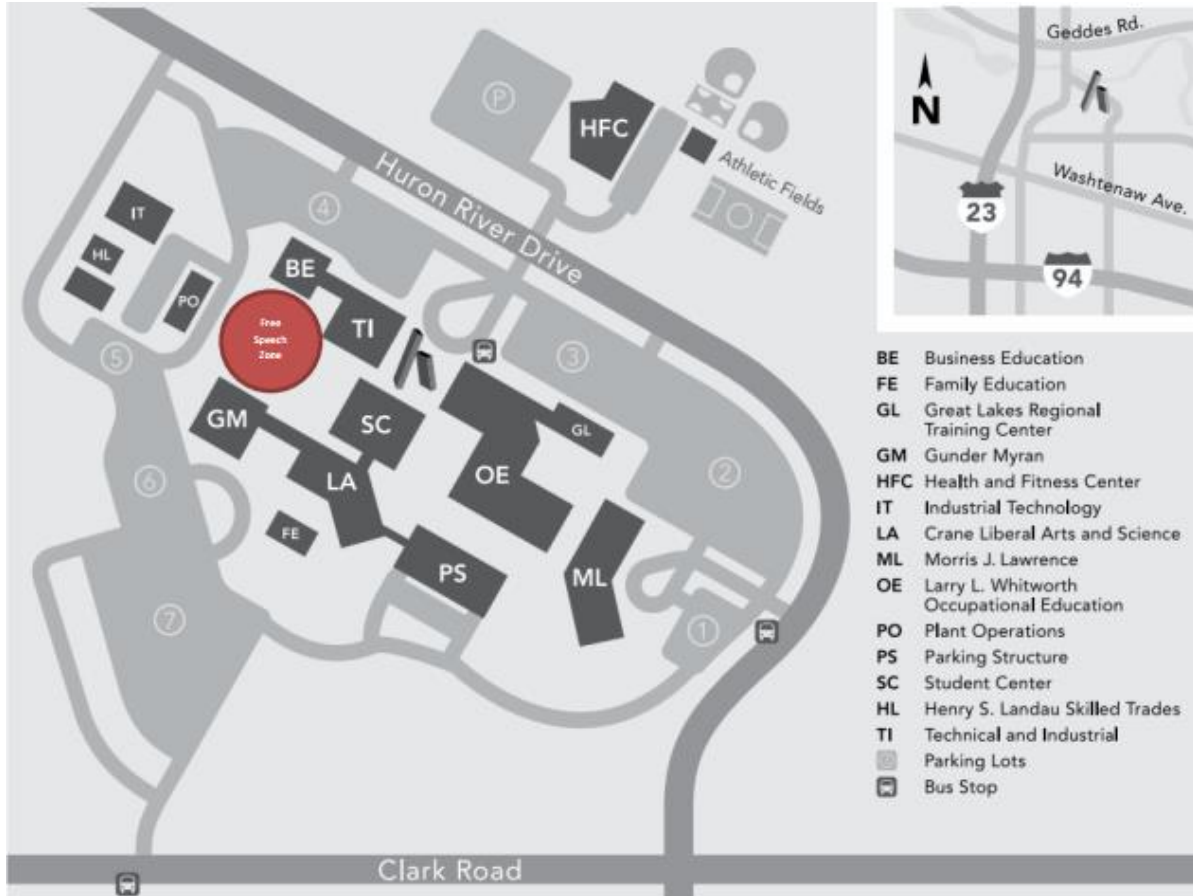 Geddes Rd.
N
Washtenaw Ave.
23
94
P
HFC
Athletic Fields
Huron River Drive
4
IT
HL
PO
BE
TI
Free
Speech
Zone
5
3
GM
SC
GL
2
LA
OE
6
FE
PS
ML
7
1
Clark Road
BE Business Education
FE Family Education
GL Great Lakes Regional
Training Center
GM Gunder Myran
HFC Health and Fitness Center
IT Industrial Technology
LA Crane Liberal Arts and Science
ML Morris J. Lawrence
OE Larry L. Whitworth
Occupational Education
PO Plant Operations
PS Parking Structure
SC Student Center
HL Henry S. Landau Skilled Trades
TI Technical and Industrial
Parking Lots
Bus Stop